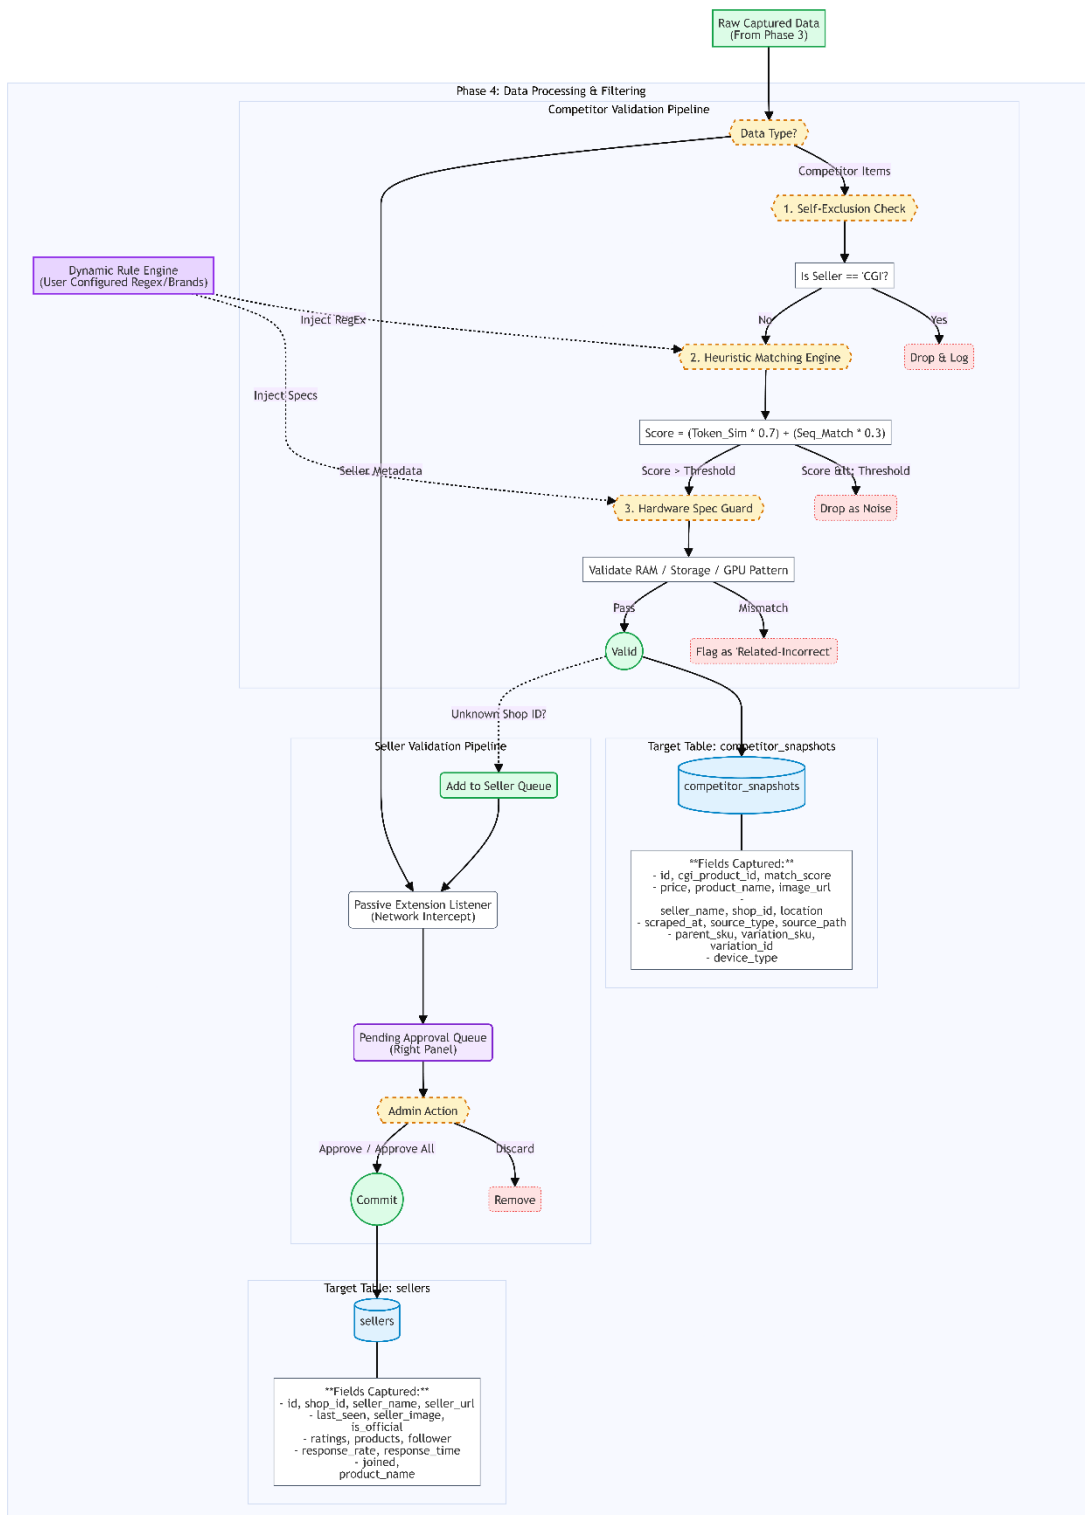 Raw Captured Data
(From Phase 3)
Phase 4: Data Processing & Filtering
Competitor Validation Pipeline
Data Type?
Competitor Items
1. Self-Exclusion Check
Dynamic Rule Engine
(User Configured Regex/Brands)
Is Seller == 'CGI'?
Inject RegEx
No
Yes
2. Heuristic Matching Engine
Drop & Log
Inject Specs
Score = (Token_Sim * 0.7) + (Seq_Match * 0.3)
Seller Metadata
Score > Threshold
Score &lt; Threshold
3. Hardware Spec Guard
Drop as Noise
Validate RAM / Storage / GPU Pattern
Pass
Mismatch
Valid
Flag as 'Related-Incorrect'
Unknown Shop ID?
Seller Validation Pipeline
Target Table: competitor_snapshots
Add to Seller Queue
competitor_snapshots
**Fields Captured:**
- id, cgi_product_id, match_score
- price, product_name, image_url
-
seller_name, shop_id, location
- scraped_at, source_type, source_path
- parent_sku, variation_sku,
variation_id
- device_type
Passive Extension Listener
(Network Intercept)
Pending Approval Queue
(Right Panel)
Admin Action
Approve / Approve All
Discard
Commit
Remove
Target Table: sellers
sellers
**Fields Captured:**
- id, shop_id, seller_name, seller_url
- last_seen, seller_image,
is_official
- ratings, products, follower
- response_rate, response_time
- joined,
product_name